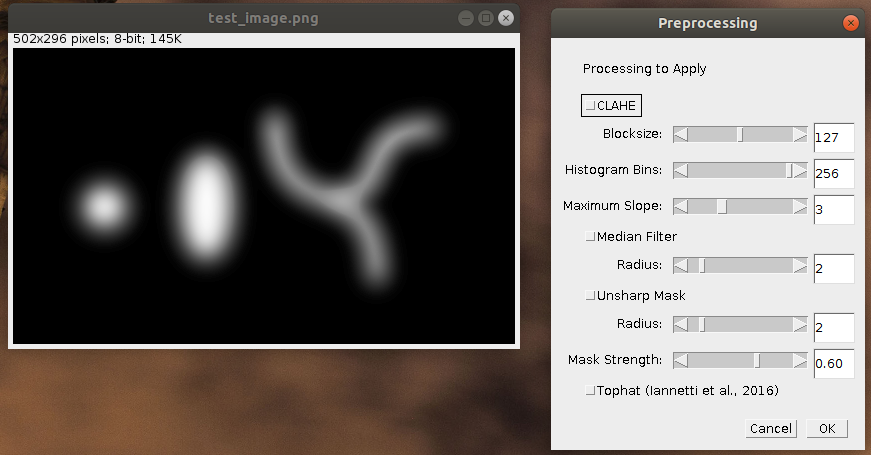 test_image.png
502x296 pixels; 8-bit; 145K
Preprocessing
Processing to Apply
CLAHE
Blocksize: 127
Histogram Bins: 256
Maximum Slope: 3
Median Filter
Radius: 2
Unsharp Mask
Radius: 2
Mask Strength: 0.60
Tophat (Iannetti et al., 2016)
Cancel OK